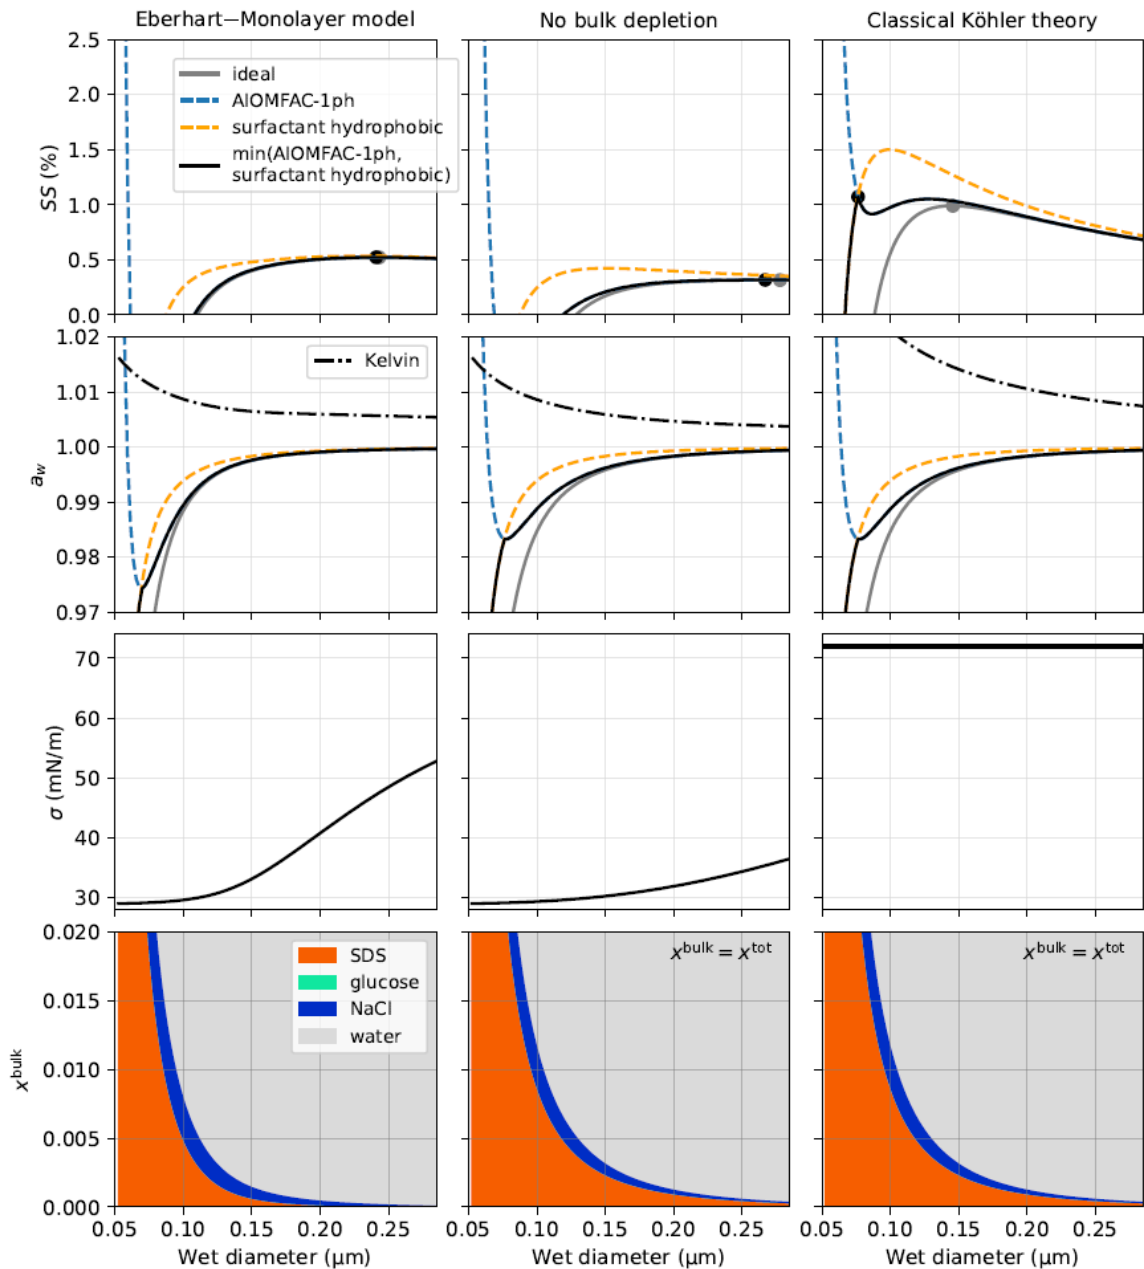 Eberhart−Monolayer model
No bulk depletion
Classical Köhler theory
2.5
2.0
1.5
1.0
0.5
0.0
SS (%)
ideal
AIOMFAC-1ph
surfactant hydrophobic
min(AIOMFAC-1ph,
surfactant hydrophobic)
1.02
1.01
1.00
0.99
0.98
0.97
a_w
Kelvin
70
60
50
40
30
σ (mN/m)
0.020
0.015
0.010
0.005
0.000
x^bulk
SDS
glucose
NaCl
water
x^bulk = x^tot
x^bulk = x^tot
0.05 0.10 0.15 0.20 0.25
0.05 0.10 0.15 0.20 0.25
0.05 0.10 0.15 0.20 0.25
Wet diameter (µm)
Wet diameter (µm)
Wet diameter (µm)